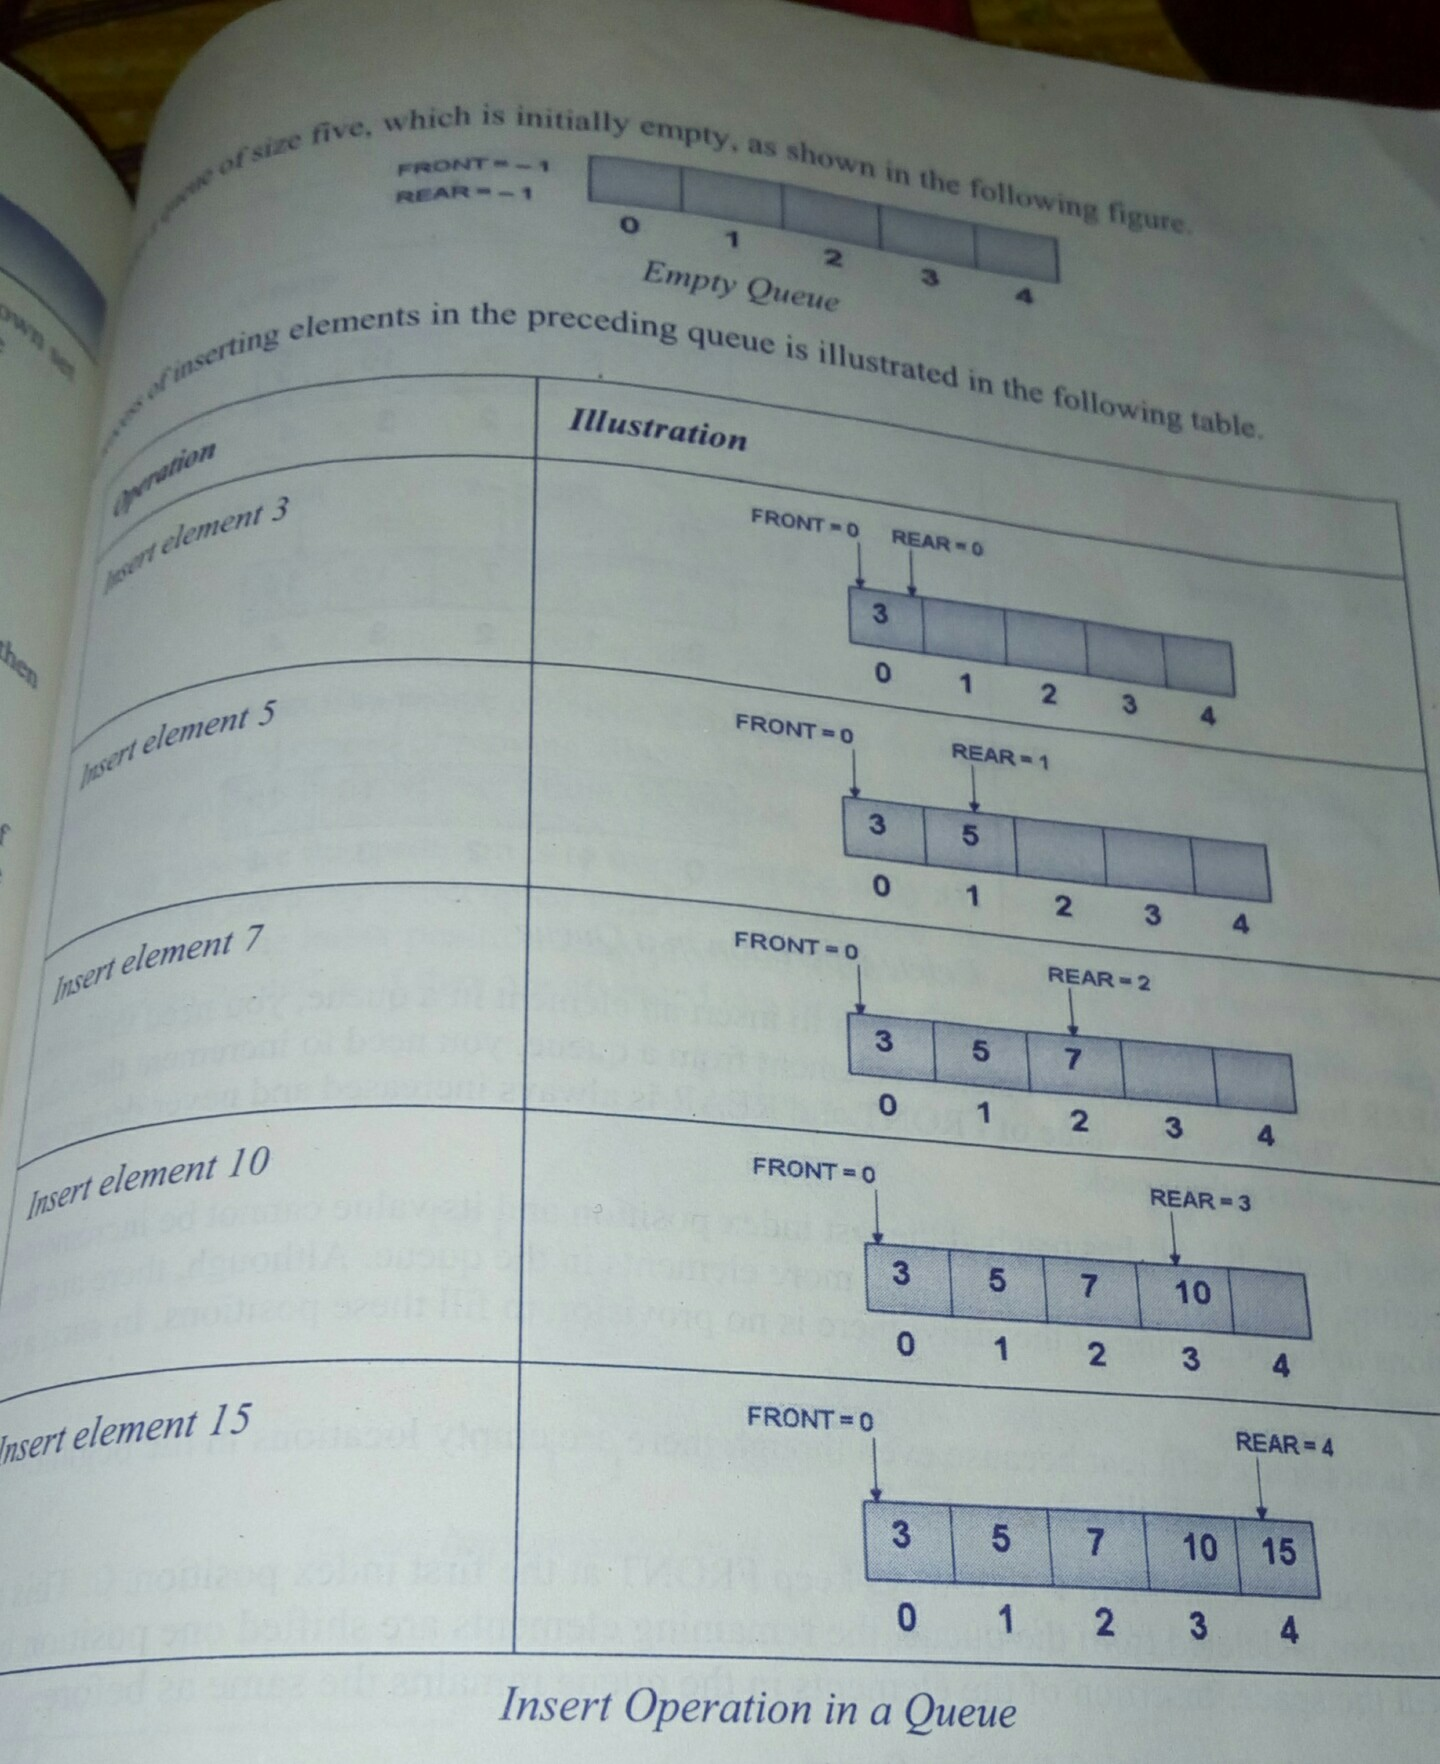 queue of size five, which is initially empty, as shown in the following figure.
FRONT = – 1
REAR = – 1
0 1 2 3 4
Empty Queue
of inserting elements in the preceding queue is illustrated in the following table.
Operation Illustration
Insert element 3
FRONT = 0 REAR = 0
3
0 1 2 3 4
Insert element 5
FRONT = 0 REAR = 1
3 5
0 1 2 3 4
Insert element 7
FRONT = 0 REAR = 2
3 5 7
0 1 2 3 4
Insert element 10
FRONT = 0 REAR = 3
3 5 7 10
0 1 2 3 4
Insert element 15
FRONT = 0 REAR = 4
3 5 7 10 15
0 1 2 3 4
Insert Operation in a Queue